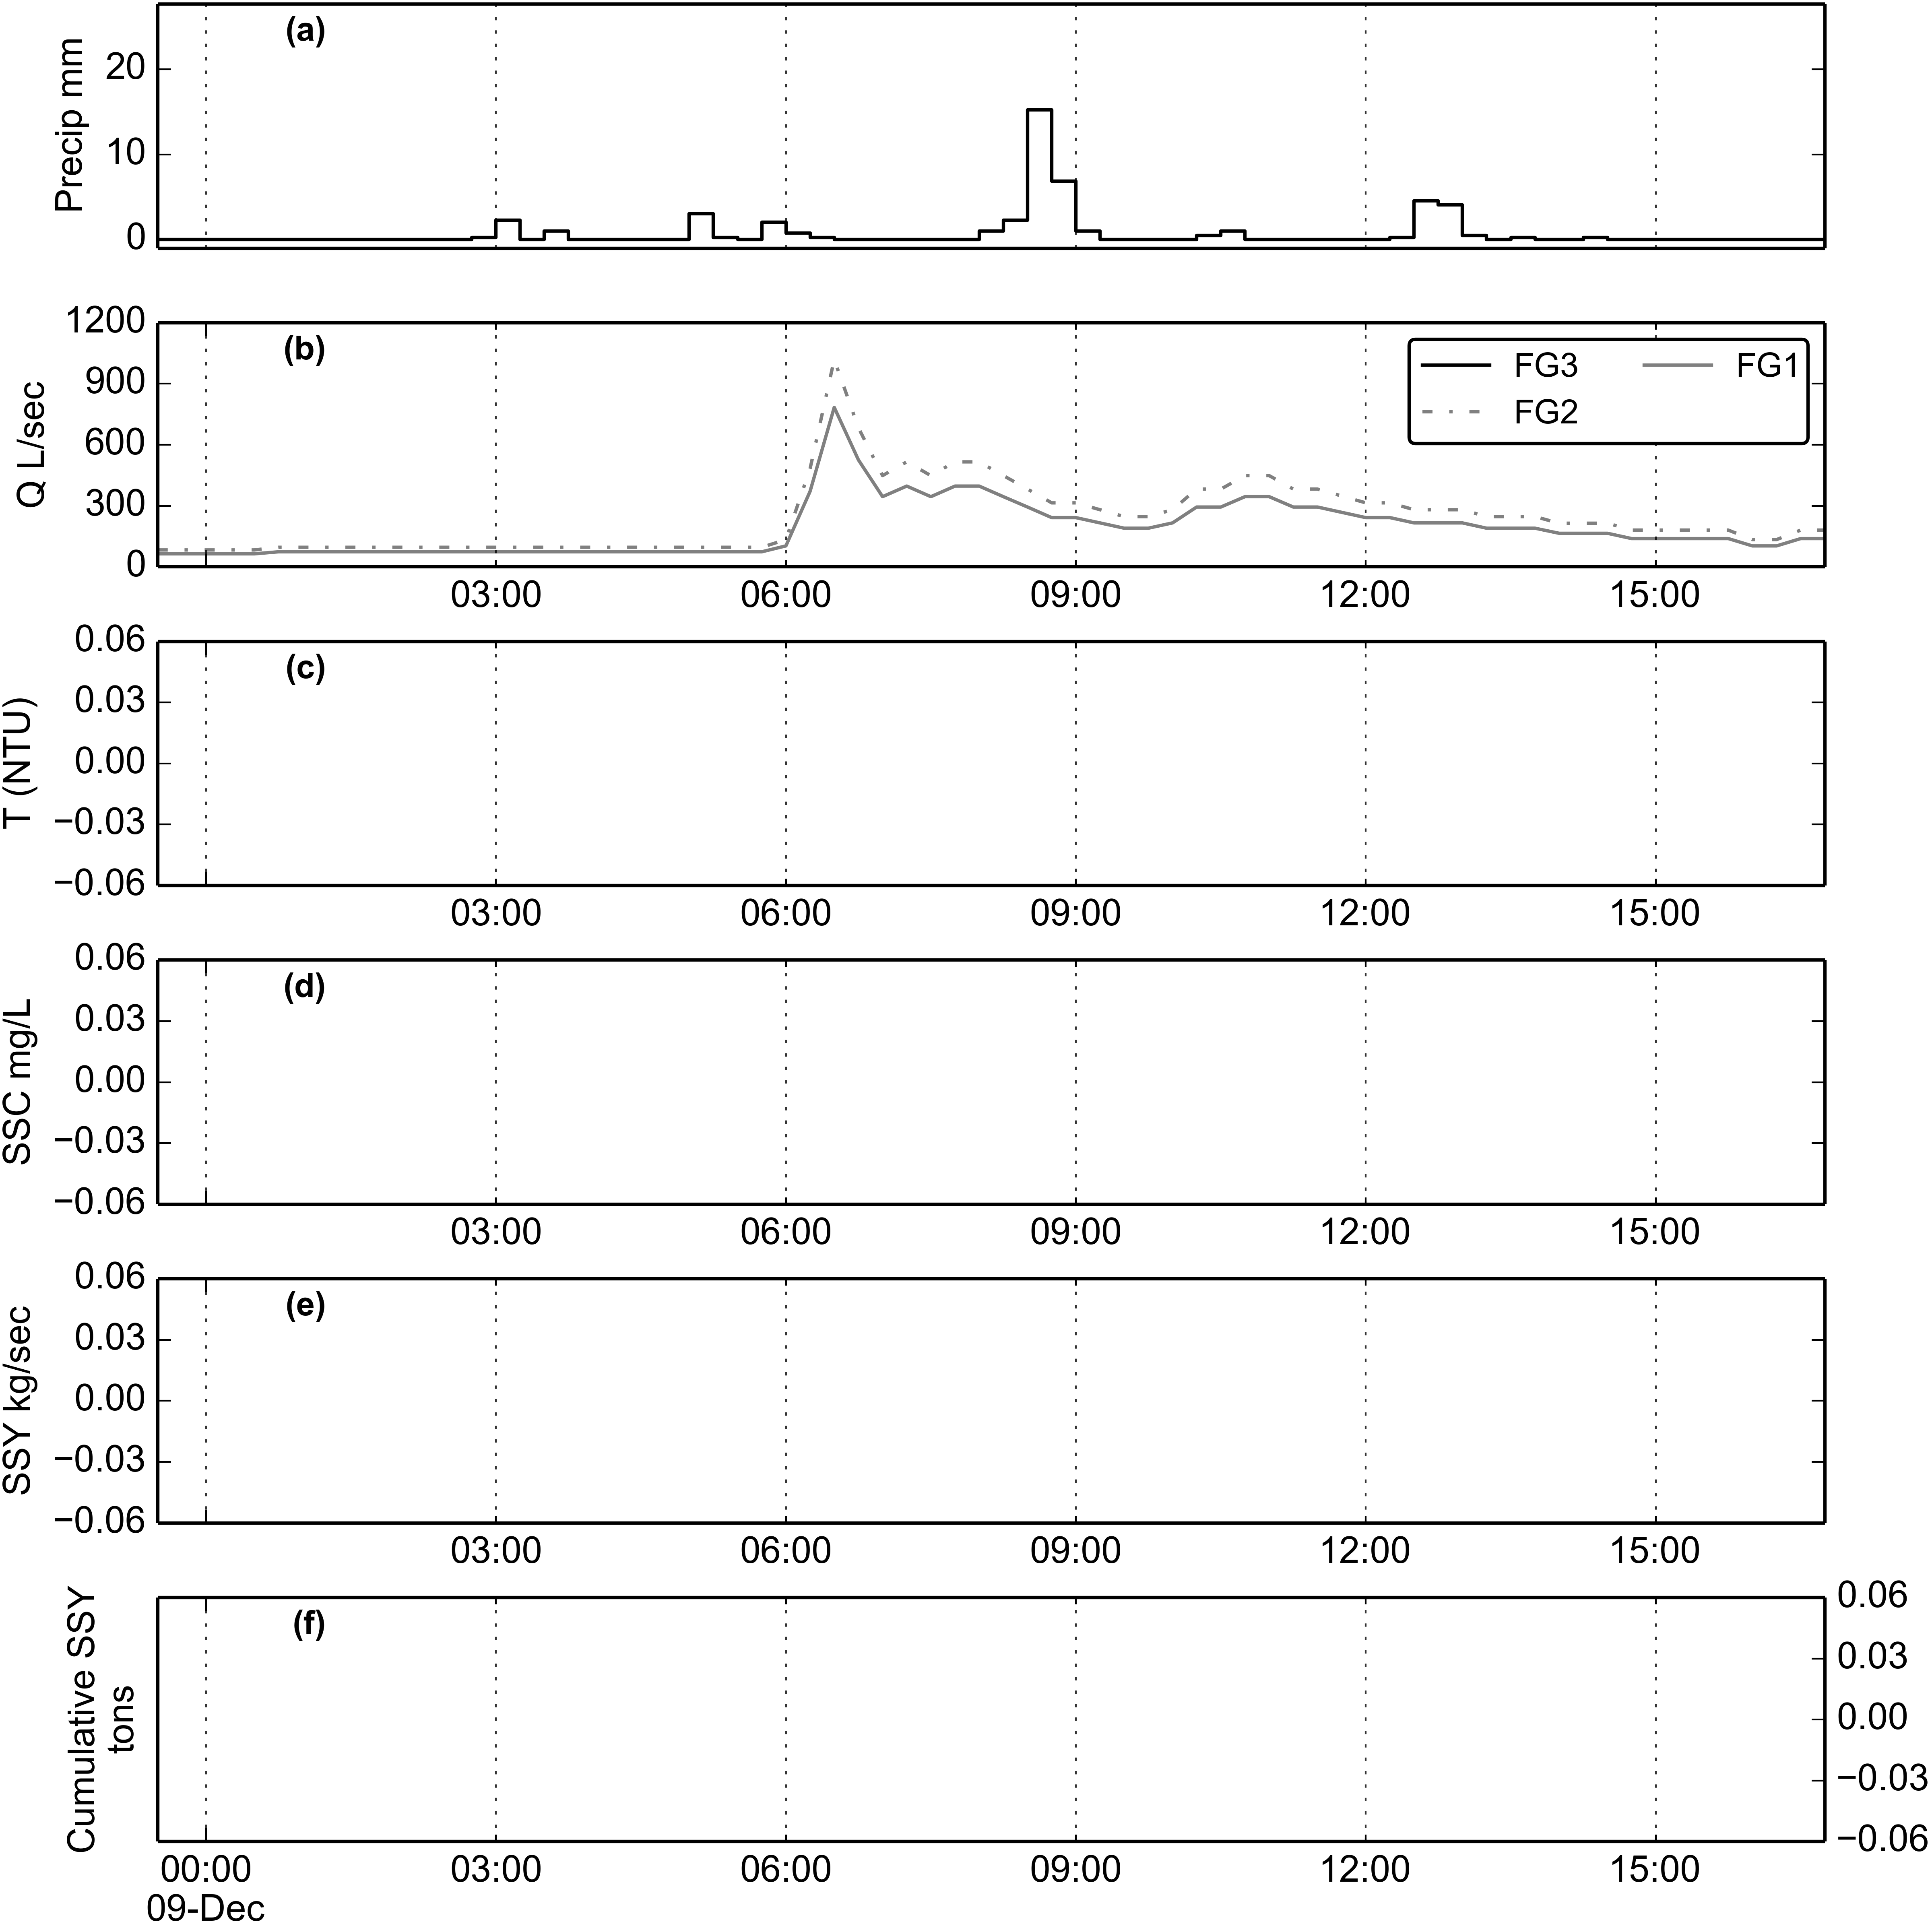 (a)
Precip mm
20
10
0
(b)
Q L/sec
1200
900
600
300
0
FG3 FG1
FG2
03:00 06:00 09:00 12:00 15:00
(c)
T (NTU)
0.06
0.03
0.00
−0.03
−0.06
03:00 06:00 09:00 12:00 15:00
(d)
SSC mg/L
0.06
0.03
0.00
−0.03
−0.06
03:00 06:00 09:00 12:00 15:00
(e)
SSY kg/sec
0.06
0.03
0.00
−0.03
−0.06
03:00 06:00 09:00 12:00 15:00
(f)
Cumulative SSY
tons
0.06
0.03
0.00
−0.03
−0.06
00:00 03:00 06:00 09:00 12:00 15:00
09-Dec